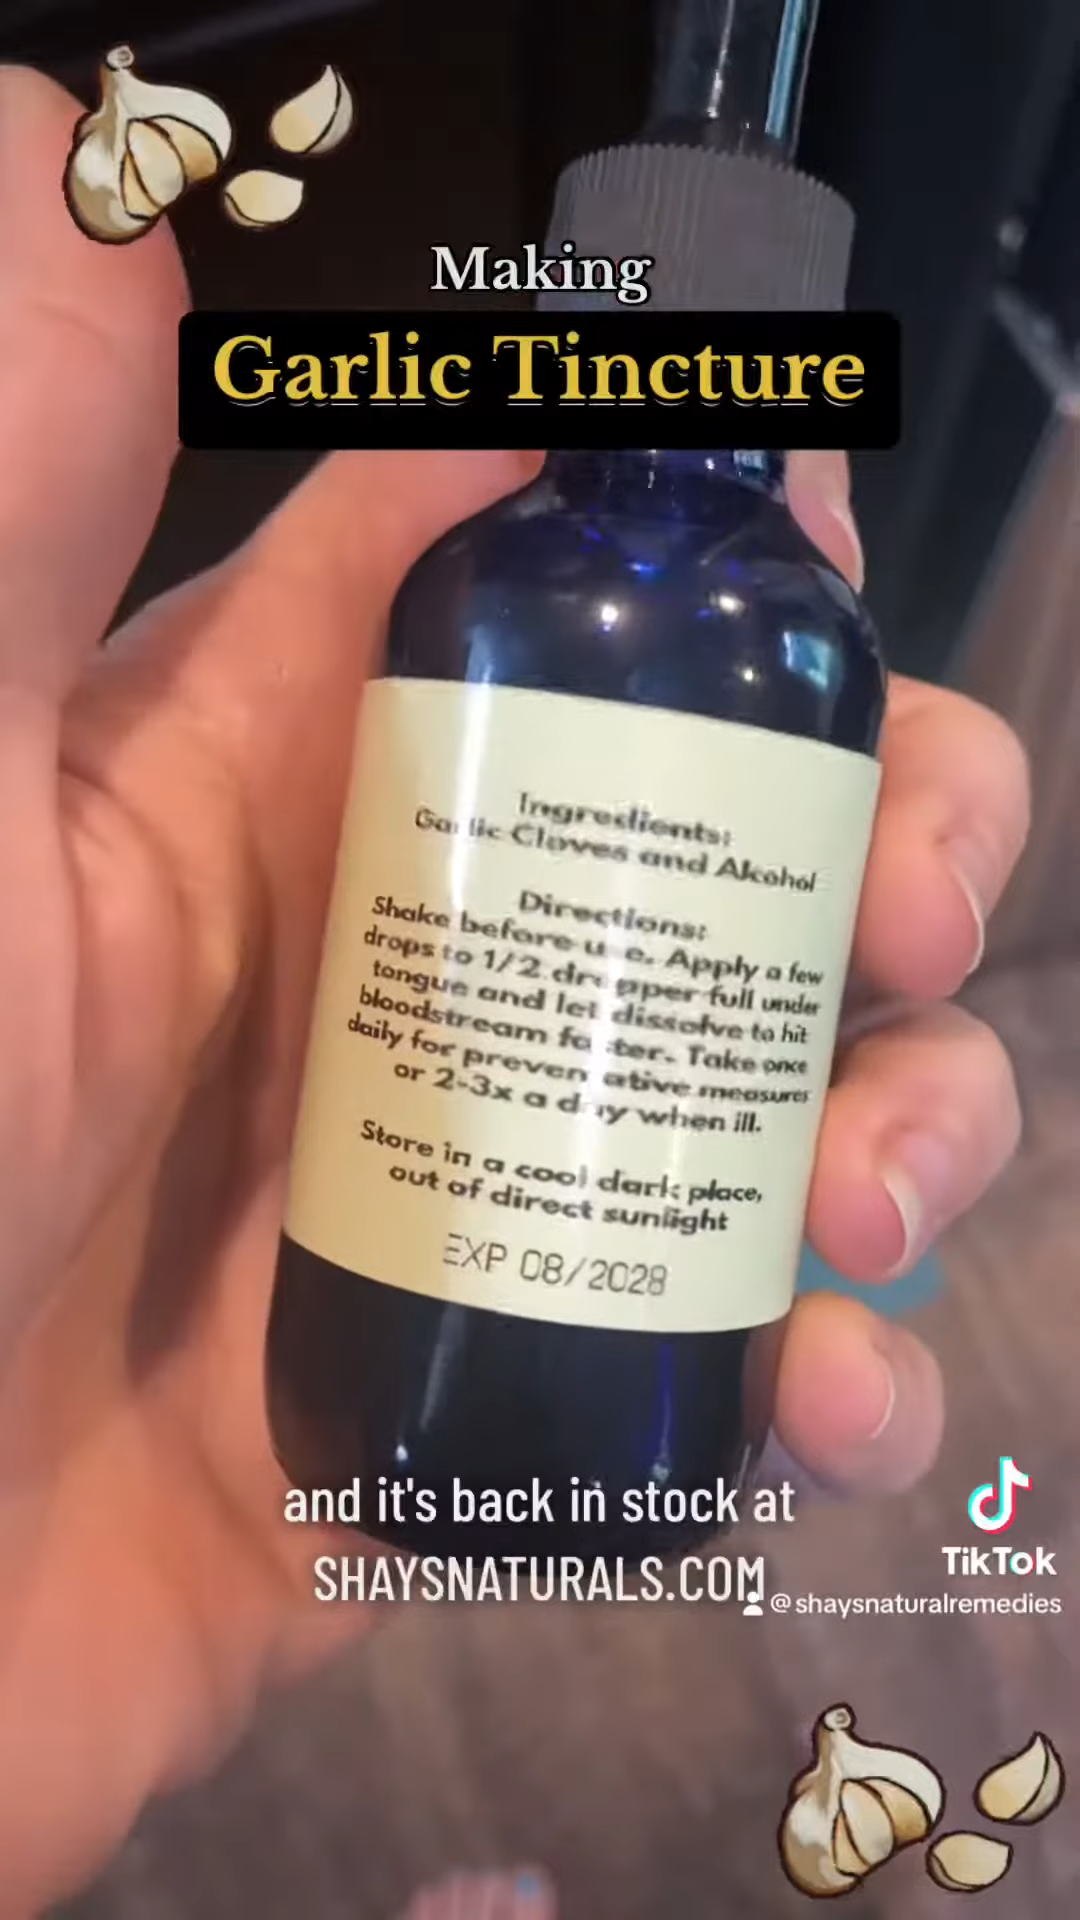 Making
Garlic Tincture
Ingredients:
Garlic Cloves and Alcohol
Directions:
Shake before use. Apply a few
drops to 1/2 dropper full under
tongue and let dissolve to hit
bloodstream faster. Take once
daily for preventative measures
or 2-3x a day when ill.
Store in a cool dark place,
out of direct sunlight
EXP 08/2028
and it's back in stock at
SHAYSNATURALS.COM
TikTok
@shaysnaturalremedies